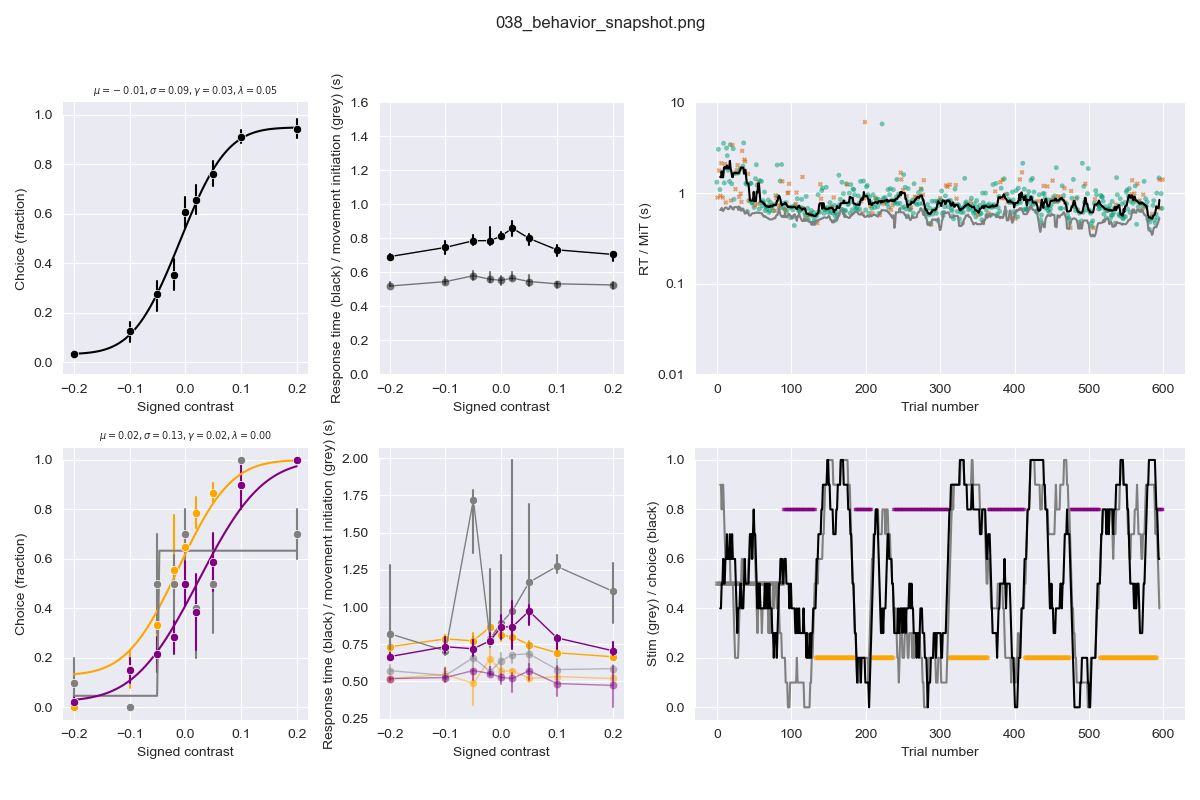 038_behavior_snapshot.png
μ = − 0.01, σ = 0.09, γ = 0.03, λ = 0.05
Choice (fraction)
1.0
0.8
0.6
0.4
0.2
0.0
−0.2 −0.1 0.0 0.1 0.2
Signed contrast
Response time (black) / movement initiation (grey) (s)
1.6
1.4
1.2
1.0
0.8
0.6
0.4
0.2
0.0
−0.2 −0.1 0.0 0.1 0.2
Signed contrast
RT / MiT (s)
10
1
0.1
0.01
0 100 200 300 400 500 600
Trial number
μ = 0.02, σ = 0.13, γ = 0.02, λ = 0.00
Choice (fraction)
1.0
0.8
0.6
0.4
0.2
0.0
−0.2 −0.1 0.0 0.1 0.2
Signed contrast
Response time (black) / movement initiation (grey) (s)
2.00
1.75
1.50
1.25
1.00
0.75
0.50
0.25
−0.2 −0.1 0.0 0.1 0.2
Signed contrast
Stim (grey) / choice (black)
1.0
0.8
0.6
0.4
0.2
0.0
0 100 200 300 400 500 600
Trial number